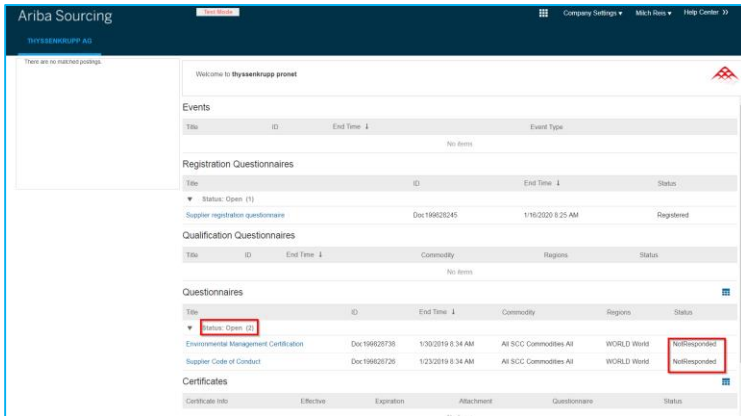 Ariba Sourcing
Test Mode
Company Settings ▾ Mitch Reis ▾ Help Center >>
THYSSENKRUPP AG
There are no matched postings.
Welcome to thyssenkrupp pronet
Events
Title ID End Time ↓ Event Type
No items
Registration Questionnaires
Title ID End Time ↓ Status
▼ Status: Open (1)
Supplier registration questionnaire Doc199828245 1/16/2020 8:25 AM Registered
Qualification Questionnaires
Title ID End Time ↓ Commodity Regions Status
No items
Questionnaires
Title ID End Time ↓ Commodity Regions Status
▼ Status: Open (2)
Environmental Management Certification Doc199828738 1/30/2019 8:34 AM All SCC Commodities All WORLD World NotResponded
Supplier Code of Conduct Doc199828726 1/23/2019 8:34 AM All SCC Commodities All WORLD World NotResponded
Certificates
Certificate Info Effective Expiration Attachment Questionnaire Status